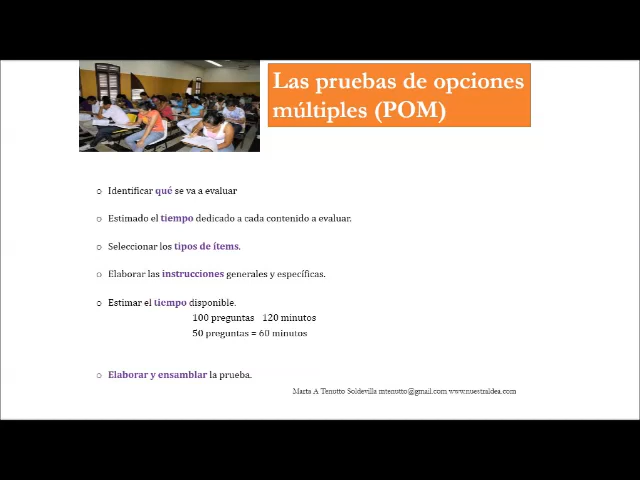 Las pruebas de opciones
múltiples (POM)
o Identificar qué se va a evaluar
o Estimado el tiempo dedicado a cada contenido a evaluar.
o Seleccionar los tipos de ítems.
o Elaborar las instrucciones generales y específicas.
o Estimar el tiempo disponible.
100 preguntas 120 minutos
50 preguntas = 60 minutos
o Elaborar y ensamblar la prueba.
Marta A Tenutto Soldevilla mtenutto@gmail.com www.nuestraldea.com